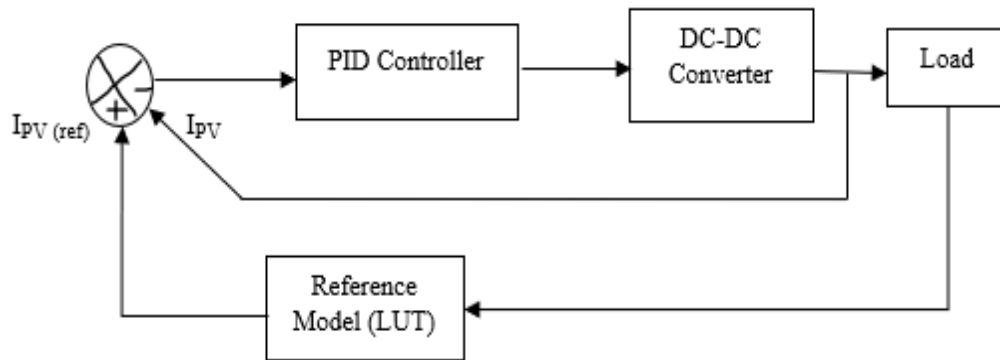 PID Controller
DC-DC
Converter
Load
+
-
IPV (ref)
IPV
Reference
Model (LUT)